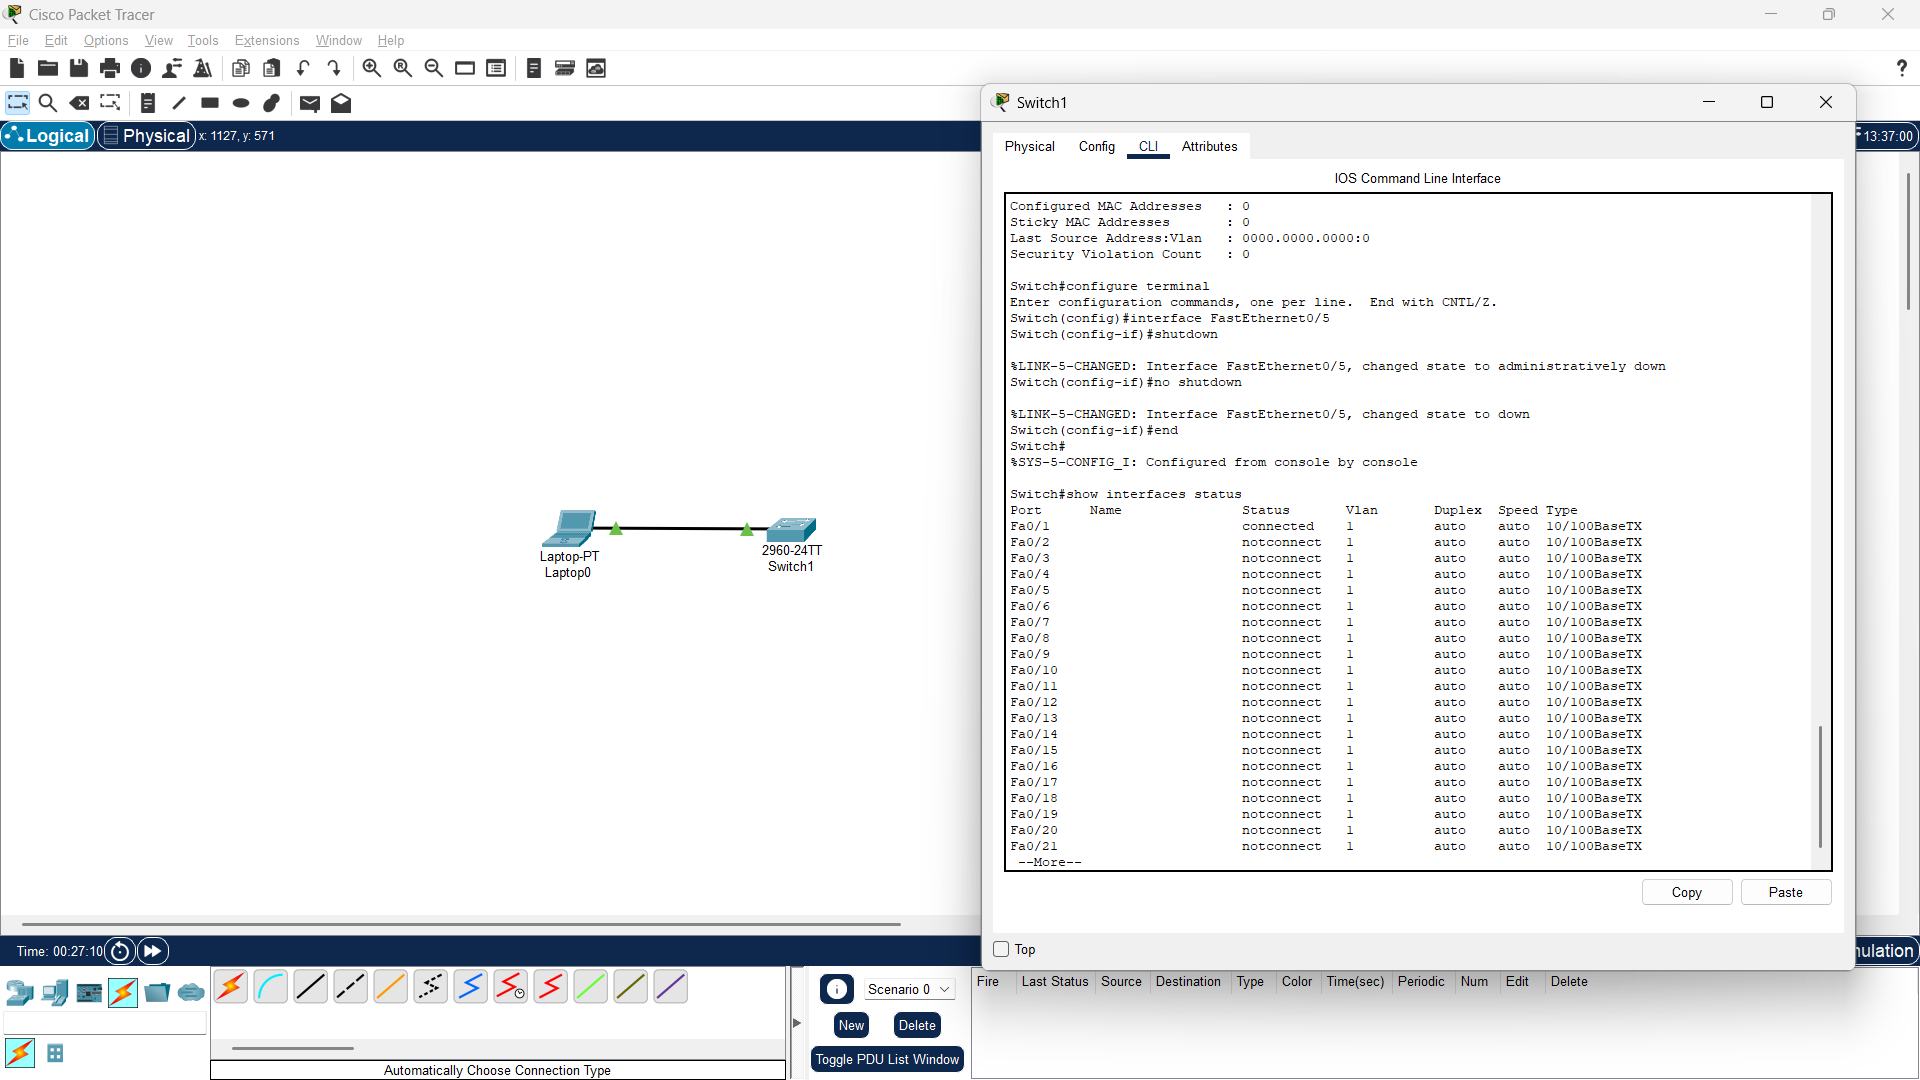 Cisco Packet Tracer
File Edit Options View Tools Extensions Window Help
Logical Physical x: 1127, y: 571
13:37:00
Laptop-PT
Laptop0
2960-24TT
Switch1
Switch1
Physical Config CLI Attributes
IOS Command Line Interface
Configured MAC Addresses   : 0
Sticky MAC Addresses       : 0
Last Source Address:Vlan   : 0000.0000.0000:0
Security Violation Count   : 0
Switch#configure terminal
Enter configuration commands, one per line.  End with CNTL/Z.
Switch(config)#interface FastEthernet0/5
Switch(config-if)#shutdown
%LINK-5-CHANGED: Interface FastEthernet0/5, changed state to administratively down
Switch(config-if)#no shutdown
%LINK-5-CHANGED: Interface FastEthernet0/5, changed state to down
Switch(config-if)#end
Switch#
%SYS-5-CONFIG_I: Configured from console by console
Switch#show interfaces status
Port Name Status Vlan Duplex Speed Type
Fa0/1 connected 1 auto auto 10/100BaseTX
Fa0/2 notconnect 1 auto auto 10/100BaseTX
Fa0/3 notconnect 1 auto auto 10/100BaseTX
Fa0/4 notconnect 1 auto auto 10/100BaseTX
Fa0/5 notconnect 1 auto auto 10/100BaseTX
Fa0/6 notconnect 1 auto auto 10/100BaseTX
Fa0/7 notconnect 1 auto auto 10/100BaseTX
Fa0/8 notconnect 1 auto auto 10/100BaseTX
Fa0/9 notconnect 1 auto auto 10/100BaseTX
Fa0/10 notconnect 1 auto auto 10/100BaseTX
Fa0/11 notconnect 1 auto auto 10/100BaseTX
Fa0/12 notconnect 1 auto auto 10/100BaseTX
Fa0/13 notconnect 1 auto auto 10/100BaseTX
Fa0/14 notconnect 1 auto auto 10/100BaseTX
Fa0/15 notconnect 1 auto auto 10/100BaseTX
Fa0/16 notconnect 1 auto auto 10/100BaseTX
Fa0/17 notconnect 1 auto auto 10/100BaseTX
Fa0/18 notconnect 1 auto auto 10/100BaseTX
Fa0/19 notconnect 1 auto auto 10/100BaseTX
Fa0/20 notconnect 1 auto auto 10/100BaseTX
Fa0/21 notconnect 1 auto auto 10/100BaseTX
--More--
Copy Paste
Top
Time: 00:27:10
nulation
Scenario 0
New Delete
Toggle PDU List Window
Fire Last Status Source Destination Type Color Time(sec) Periodic Num Edit Delete
Automatically Choose Connection Type